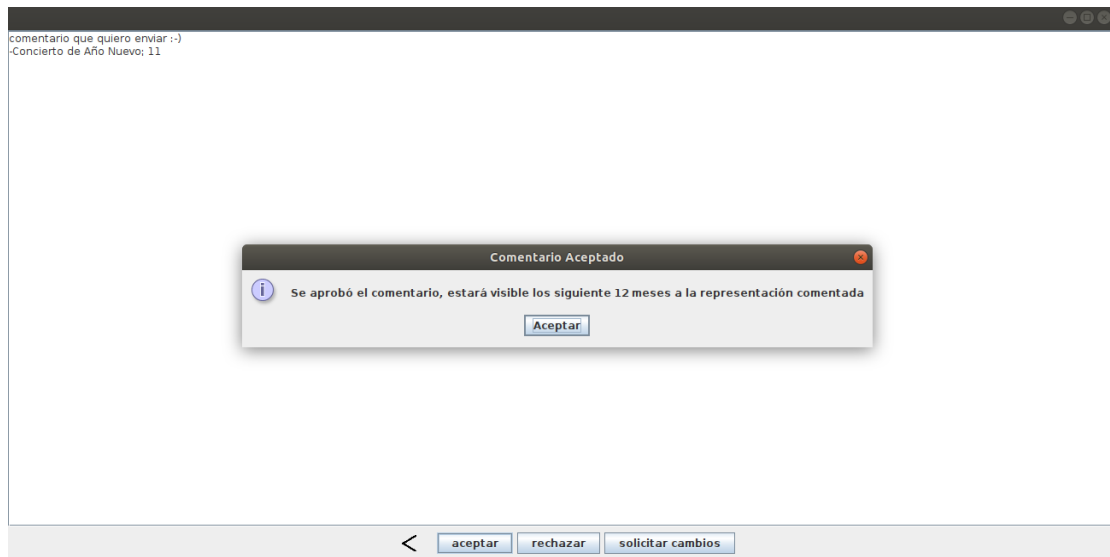 comentario que quiero enviar :-)
-Concierto de Año Nuevo; 11
Comentario Aceptado
Se aprobó el comentario, estará visible los siguiente 12 meses a la representación comentada
Aceptar
< aceptar rechazar solicitar cambios